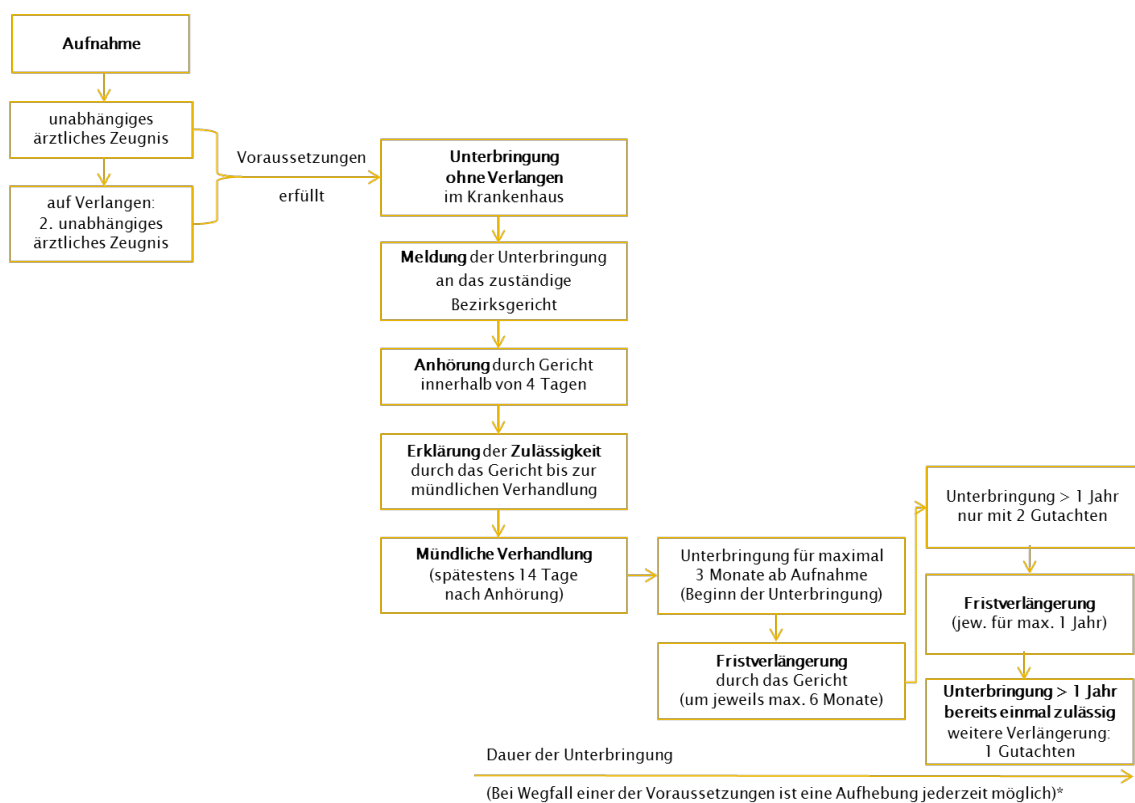 Aufnahme
unabhängiges
ärztliches Zeugnis
auf Verlangen:
2. unabhängiges
ärztliches Zeugnis
Voraussetzungen
erfüllt
Unterbringung
ohne Verlangen
im Krankenhaus
Meldung der Unterbringung
an das zuständige
Bezirksgericht
Anhörung durch Gericht
innerhalb von 4 Tagen
Erklärung der Zulässigkeit
durch das Gericht bis zur
mündlichen Verhandlung
Mündliche Verhandlung
(spätestens 14 Tage
nach Anhörung)
Unterbringung für maximal
3 Monate ab Aufnahme
(Beginn der Unterbringung)
Fristverlängerung
durch das Gericht
(um jeweils max. 6 Monate)
Unterbringung > 1 Jahr
nur mit 2 Gutachten
Fristverlängerung
(jew. für max. 1 Jahr)
Unterbringung > 1 Jahr
bereits einmal zulässig
weitere Verlängerung:
1 Gutachten
Dauer der Unterbringung
(Bei Wegfall einer der Voraussetzungen ist eine Aufhebung jederzeit möglich)*